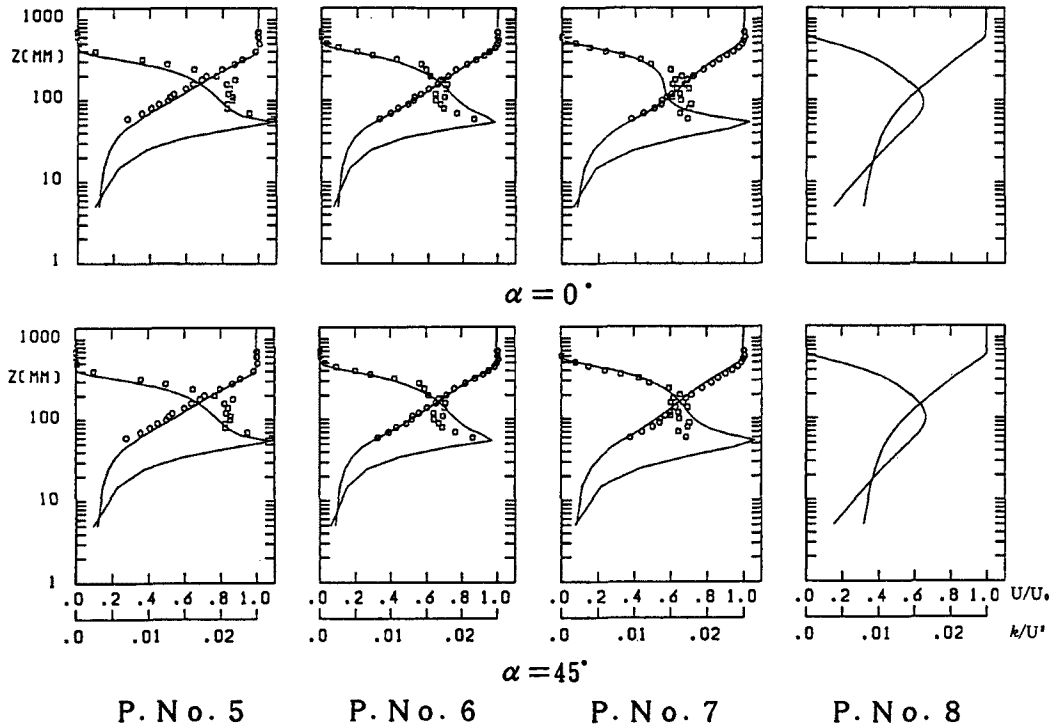 1000
Z[MM]
100
10
1
α = 0°
1000
Z[MM]
100
10
1
.0 .2 .4 .6 .8 1.0 .0 .2 .4 .6 .8 1.0 .0 .2 .4 .6 .8 1.0 .0 .2 .4 .6 .8 1.0 U/U₀
.0 .01 .02 .0 .01 .02 .0 .01 .02 .0 .01 .02 k/U²
α = 45°
P. No. 5 P. No. 6 P. No. 7 P. No. 8